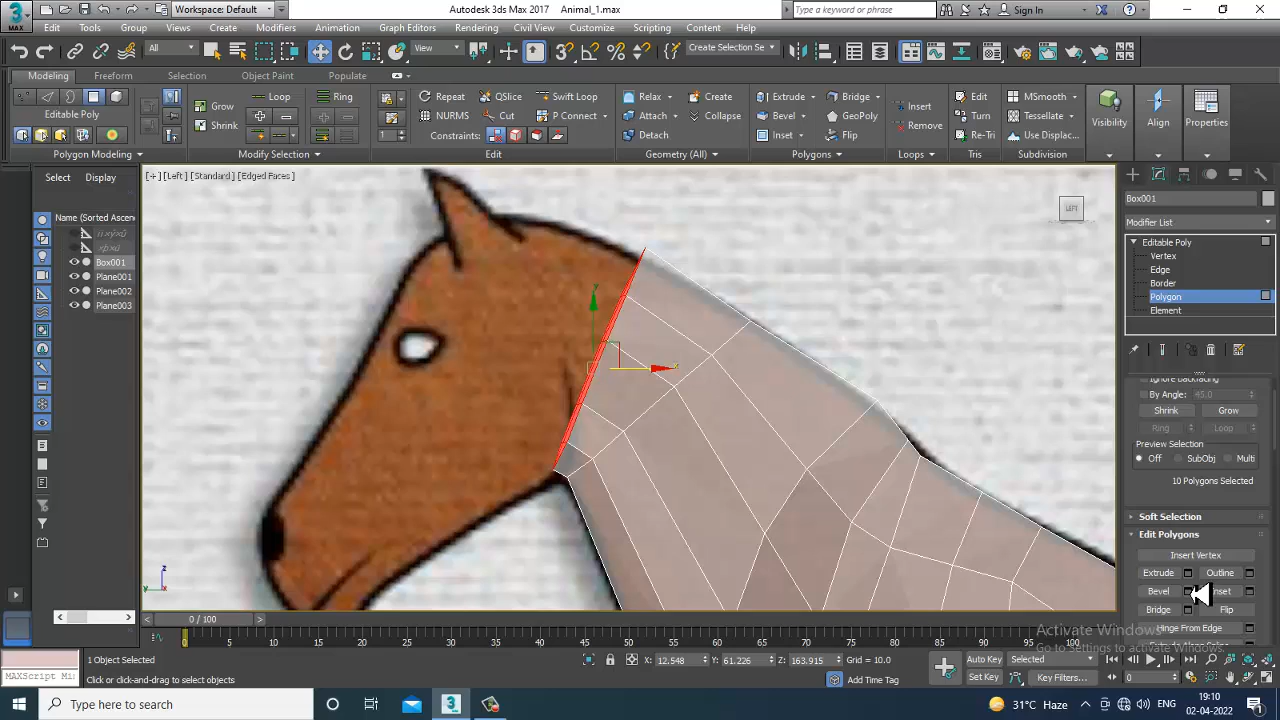 Workspace: Default
Autodesk 3ds Max 2017 Animal_1.max
Type a keyword or phrase
Sign In
3
MAX
Edit Tools Group Views Create Modifiers Animation Graph Editors Rendering Civil View Customize Scripting Content Help
All
View
Create Selection Se
Modeling Freeform Selection Object Paint Populate
Editable Poly
Polygon Modeling
Grow Loop Ring
Shrink
Modify Selection
Repeat QSlice Swift Loop
NURMS Cut P Connect
Constraints:
1
Edit
Relax Create
Attach Collapse
Detach
Geometry (All)
Extrude Bridge
Bevel GeoPoly
Inset Flip
Polygons
Insert
Remove
Loops
Edit
Turn
Re-Tri
Tris
MSmooth
Tessellate
Use Displac...
Subdivision
Visibility
Align
Properties
Select Display
Name (Sorted Ascen
Box001
Plane001
Plane002
Plane003
[+] [Left] [Standard] [Edged Faces]
LEFT
y
x
z
y
x
Box001
Modifier List
Editable Poly
Vertex
Edge
Border
Polygon
Element
Ignore Backfacing
By Angle: 45.0
Shrink Grow
Ring Loop
Preview Selection
Off SubObj Multi
10 Polygons Selected
Soft Selection
Edit Polygons
Insert Vertex
Extrude Outline
Bevel nset
Bridge Flip
Hinge From Edge
0 / 100
0 5 10 15 20 25 30 35 40 45 50 55 60 65 70 75 80 85 90 95 100
Activate Windows
Go to Settings to activate Windows.
MAXScript Mi:
1 Object Selected
Click or click-and-drag to select objects
X: 12.548 Y: 61.226 Z: 163.915 Grid = 10.0
Add Time Tag
Auto Key Selected
Set Key Key Filters...
0
Type here to search
31°C Haze
ENG
19:10
02-04-2022
1